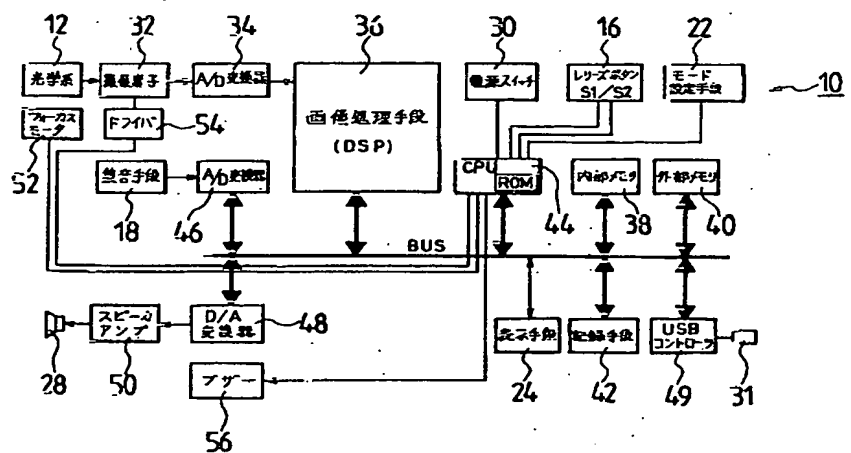 12
32
34
36
30
16
22
光学系
撮像素子
A/D変換器
画像処理手段
(DSP)
電源スイッチ
レリーズボタン
S1/S2
モード
設定手段
10
フォーカス
モータ
52
ドライバ
54
CPU
ROM
44
集音手段
18
A/D変換器
46
内部メモリ
38
外部メモリ
40
BUS
28
スピーカ
アンプ
50
D/A
変換器
48
表示手段
24
記録手段
42
USB
コントローラ
49
31
ブザー
56